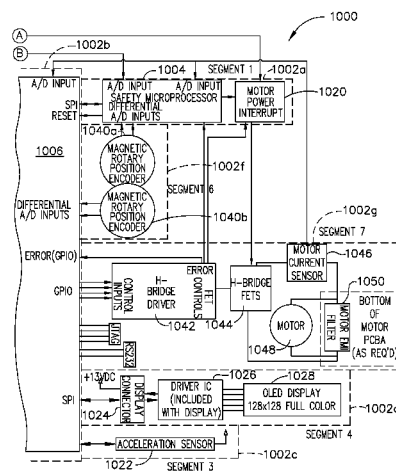 1000
A
B
1002b
1004
SEGMENT 1
1002a
A/D INPUT
A/D INPUT
A/D INPUT
SAFETY MICROPROCESSOR
DIFFERENTIAL
A/D INPUTS
MOTOR
POWER
INTERRUPT
1020
SPI
RESET
1006
1040a
MAGNETIC
ROTARY
POSITION
ENCODER
1002f
SEGMENT 6
MAGNETIC
ROTARY
POSITION
ENCODER
1040b
DIFFERENTIAL
A/D INPUTS
1002g
SEGMENT 7
MOTOR
CURRENT
SENSOR
1046
ERROR(GPIO)
GPIO
CONTROL
INPUTS
H-
BRIDGE
DRIVER
1042
ERROR
FET
CONTROLS
1044
H-BRIDGE
FETS
1050
MOTOR
1048
MOTOR EMI
FILTER
BOTTOM
OF
MOTOR
PCBA
(AS REQ'D)
JTAG
RS232
+13VDC
SPI
DISPLAY
CONNECTOR
1024
1026
DRIVER IC
(INCLUDED
WITH DISPLAY)
1028
OLED DISPLAY
128x128 FULL COLOR
1002d
SEGMENT 4
ACCELERATION SENSOR
1022
SEGMENT 3
1002c